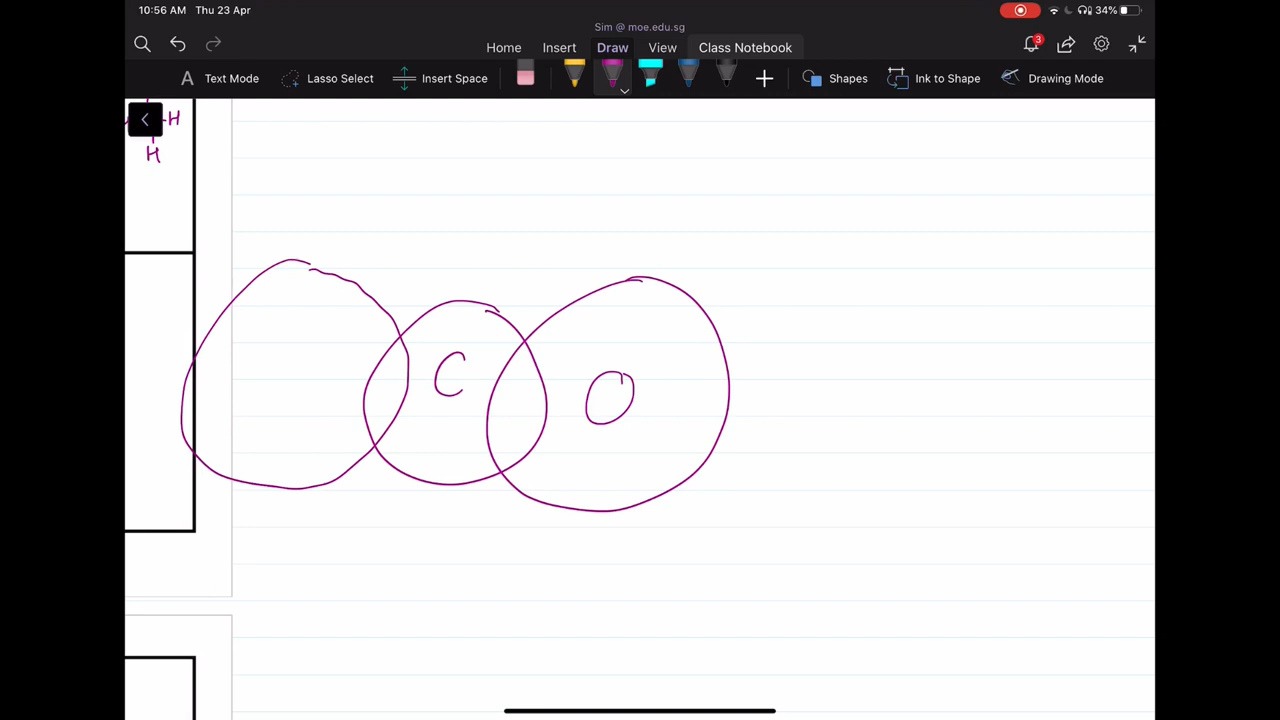 10:56 AM Thu 23 Apr
34%
Sim @ moe.edu.sg
Home Insert Draw View Class Notebook
3
A Text Mode Lasso Select Insert Space Shapes Ink to Shape Drawing Mode
H
H
C
O